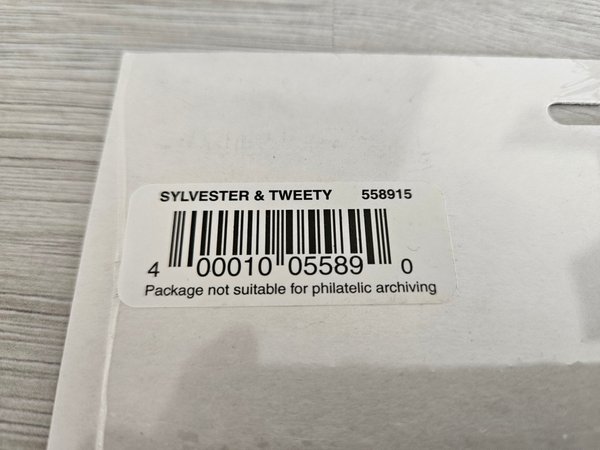 SYLVESTER & TWEETY 558915
4 00010 05589 0
Package not suitable for philatelic archiving